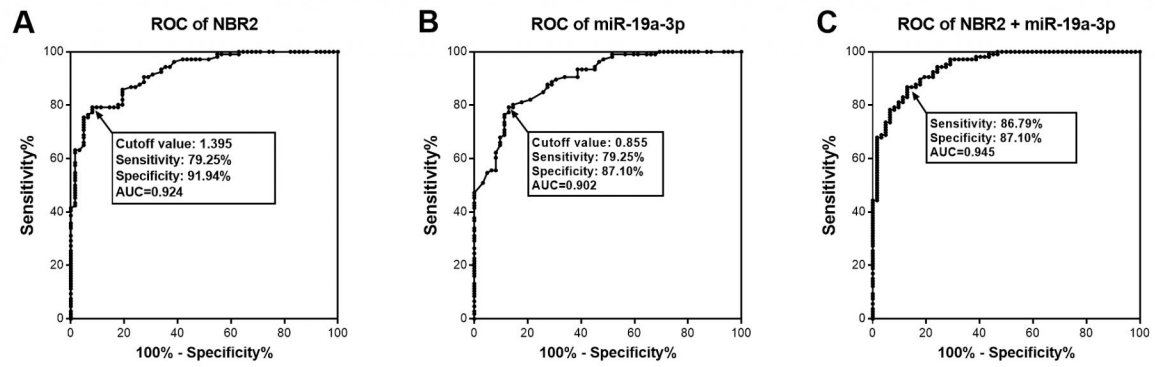 A
ROC of NBR2
Sensitivity%
100
80
60
40
20
0
Cutoff value: 1.395
Sensitivity: 79.25%
Specificity: 91.94%
AUC=0.924
0 20 40 60 80 100
100% - Specificity%
B
ROC of miR-19a-3p
Sensitivity%
100
80
60
40
20
0
Cutoff value: 0.855
Sensitivity: 79.25%
Specificity: 87.10%
AUC=0.902
0 20 40 60 80 100
100% - Specificity%
C
ROC of NBR2 + miR-19a-3p
Sensitivity%
100
80
60
40
20
0
Sensitivity: 86.79%
Specificity: 87.10%
AUC=0.945
0 20 40 60 80 100
100% - Specificity%